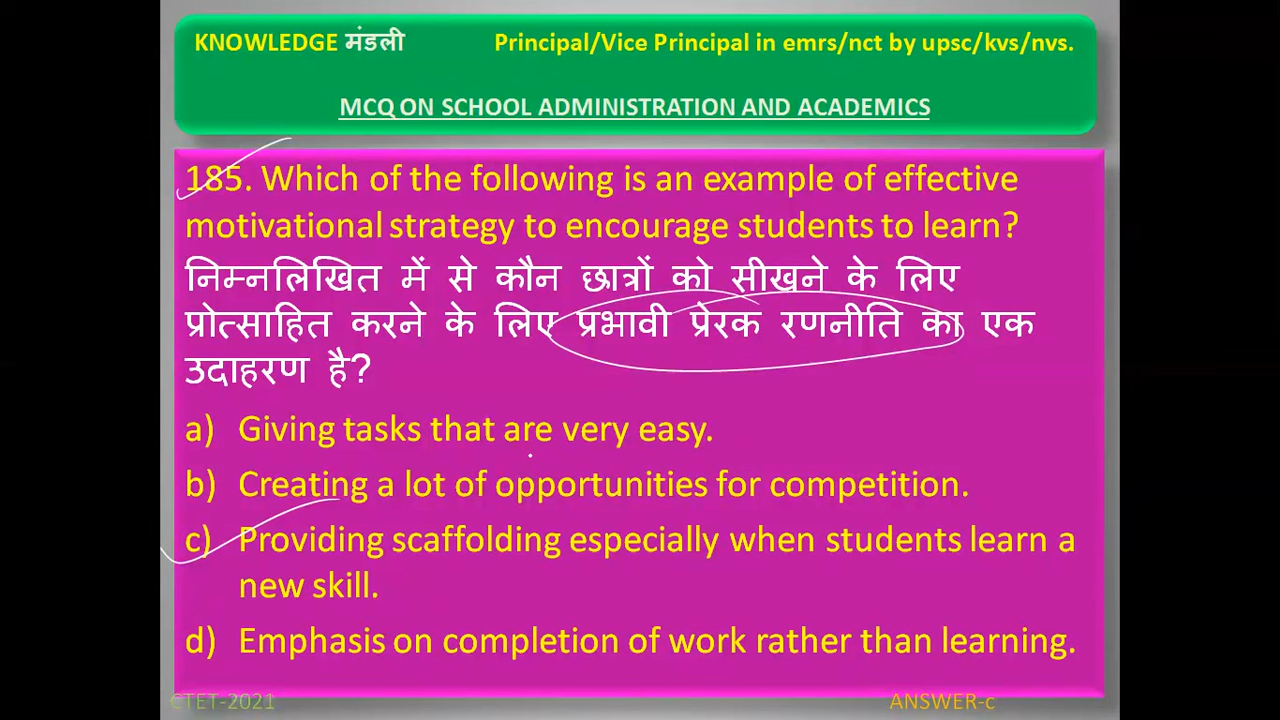 KNOWLEDGE मंडली Principal/Vice Principal in emrs/nct by upsc/kvs/nvs.
MCQ ON SCHOOL ADMINISTRATION AND ACADEMICS
185. Which of the following is an example of effective
motivational strategy to encourage students to learn?
निम्नलिखित में से कौन छात्रों को सीखने के लिए
प्रोत्साहित करने के लिए प्रभावी प्रेरक रणनीति का एक
उदाहरण है?
a) Giving tasks that are very easy.
b) Creating a lot of opportunities for competition.
c) Providing scaffolding especially when students learn a
new skill.
d) Emphasis on completion of work rather than learning.
CTET-2021 ANSWER-c